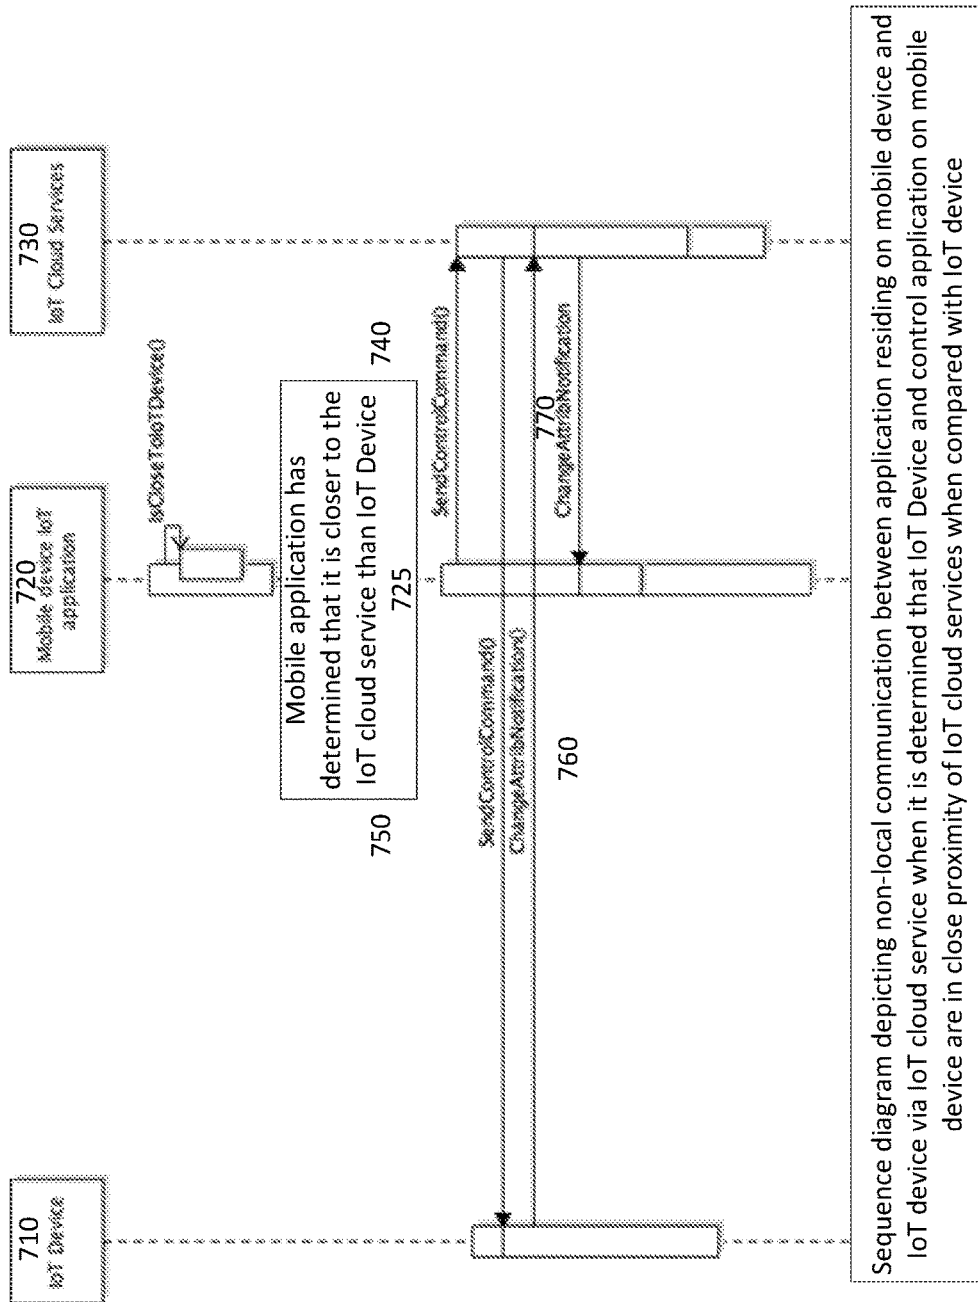 710
IoT Device
720
Mobile device IoT
application
730
IoT Cloud Services
isCloseToIoTDevice()
Mobile application has
determined that it is closer to the
IoT cloud service than IoT Device
725
750
740
SendControlCommand()
SendControlCommand()
ChangeAttribNotification()
760
770
ChangeAttribNotification
Sequence diagram depicting non-local communication between application residing on mobile device and
IoT device via IoT cloud service when it is determined that IoT Device and control application on mobile
device are in close proximity of IoT cloud services when compared with IoT device